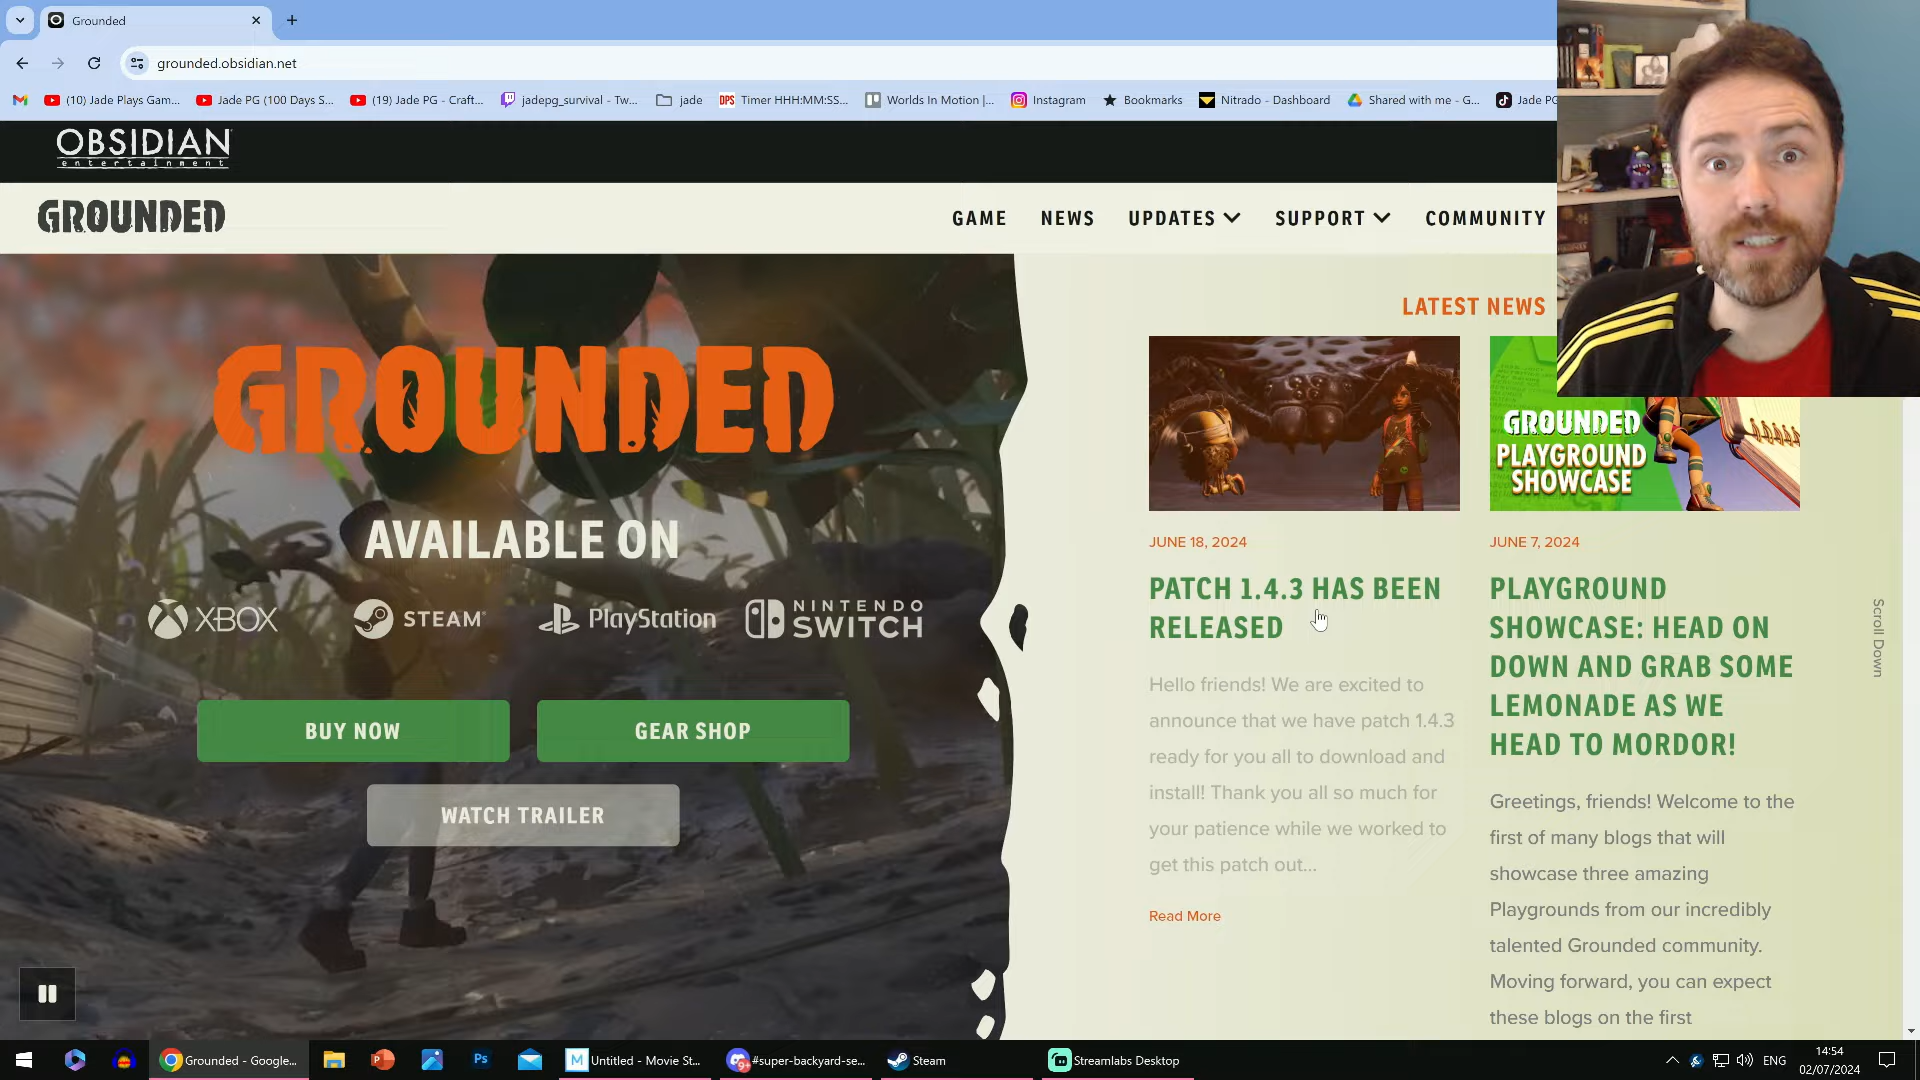 Grounded
grounded.obsidian.net
(10) Jade Plays Gam...
Jade PG (100 Days S...
(19) Jade PG - Craft...
jadepg_survival - Tw...
jade
DPS Timer HHH:MM:SS...
Worlds In Motion |...
Instagram
Bookmarks
Nitrado - Dashboard
Shared with me - G...
Jade PG
OBSIDIAN
entertainment
GROUNDED
GAME
NEWS
UPDATES
SUPPORT
COMMUNITY
GROUNDED
AVAILABLE ON
XBOX
STEAM
PlayStation
NINTENDO
SWITCH
BUY NOW
GEAR SHOP
WATCH TRAILER
LATEST NEWS
JUNE 18, 2024
PATCH 1.4.3 HAS BEEN
RELEASED
Hello friends! We are excited to
announce that we have patch 1.4.3
ready for you all to download and
install! Thank you all so much for
your patience while we worked to
get this patch out...
Read More
GROUNDED
PLAYGROUND
SHOWCASE
JUNE 7, 2024
PLAYGROUND
SHOWCASE: HEAD ON
DOWN AND GRAB SOME
LEMONADE AS WE
HEAD TO MORDOR!
Greetings, friends! Welcome to the
first of many blogs that will
showcase three amazing
Playgrounds from our incredibly
talented Grounded community.
Moving forward, you can expect
these blogs on the first
Scroll Down
Grounded - Google...
Ps
M Untitled - Movie St...
#super-backyard-se...
Steam
Streamlabs Desktop
ENG
14:54
02/07/2024